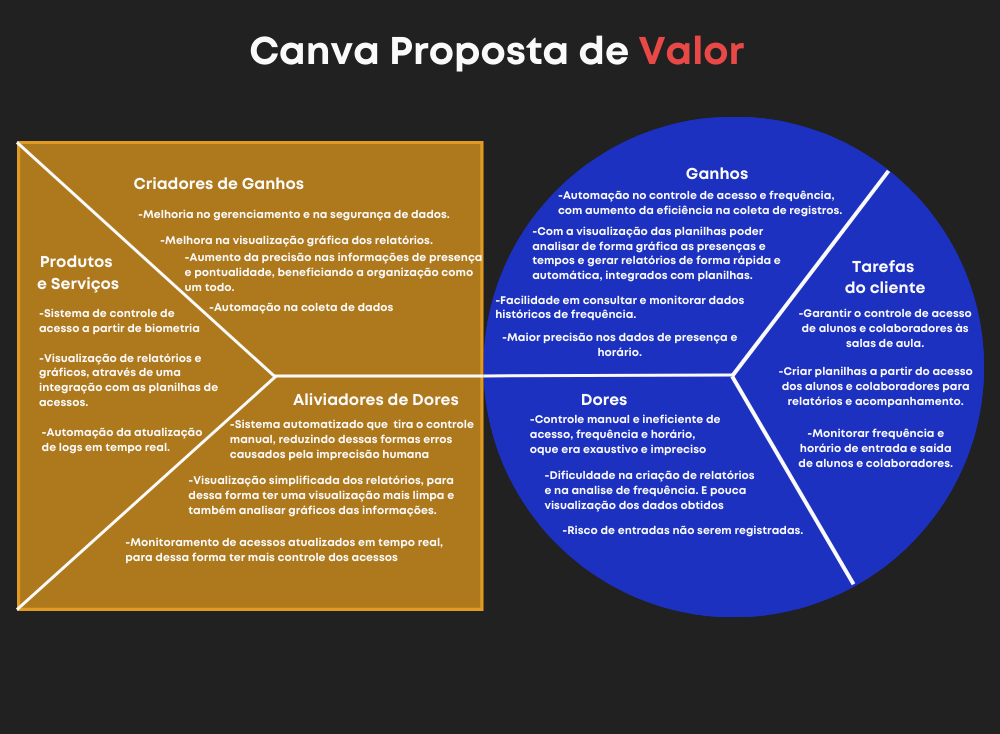 Canva Proposta de Valor
Criadores de Ganhos
-Melhoria no gerenciamento e na segurança de dados.
-Melhora na visualização gráfica dos relatórios.
-Aumento da precisão nas informações de presença
e pontualidade, beneficiando a organização como
um todo.
-Automação na coleta de dados
Produtos
e Serviços
-Sistema de controle de
acesso a partir de biometria
-Visualização de relatórios e
gráficos, através de uma
integração com as planilhas de
acessos.
-Automação da atualização
de logs em tempo real.
Aliviadores de Dores
-Sistema automatizado que  tira o controle
manual, reduzindo dessas formas erros
causados pela imprecisão humana
-Visualização simplificada dos relatórios, para
dessa forma ter uma visualização mais limpa e
também analisar gráficos das informações.
-Monitoramento de acessos atualizados em tempo real,
para dessa forma ter mais controle dos acessos
Ganhos
-Automação no controle de acesso e frequência,
com aumento da eficiência na coleta de registros.
-Com a visualização das planilhas poder
analisar de forma gráfica as presenças e
tempos e gerar relatórios de forma rápida e
automática, integrados com planilhas.
-Facilidade em consultar e monitorar dados
históricos de frequência.
-Maior precisão nos dados de presença e
horário.
Tarefas
do cliente
-Garantir o controle de acesso
de alunos e colaboradores às
salas de aula.
-Criar planilhas a partir do acesso
dos alunos e colaboradores para
relatórios e acompanhamento.
-Monitorar frequência e
horário de entrada e saida
de alunos e colaboradores.
Dores
-Controle manual e ineficiente de
acesso, frequência e horário,
oque era exaustivo e impreciso
-Dificuldade na criação de relatórios
e na analise de frequência. E pouca
visualização dos dados obtidos
-Risco de entradas não serem registradas.